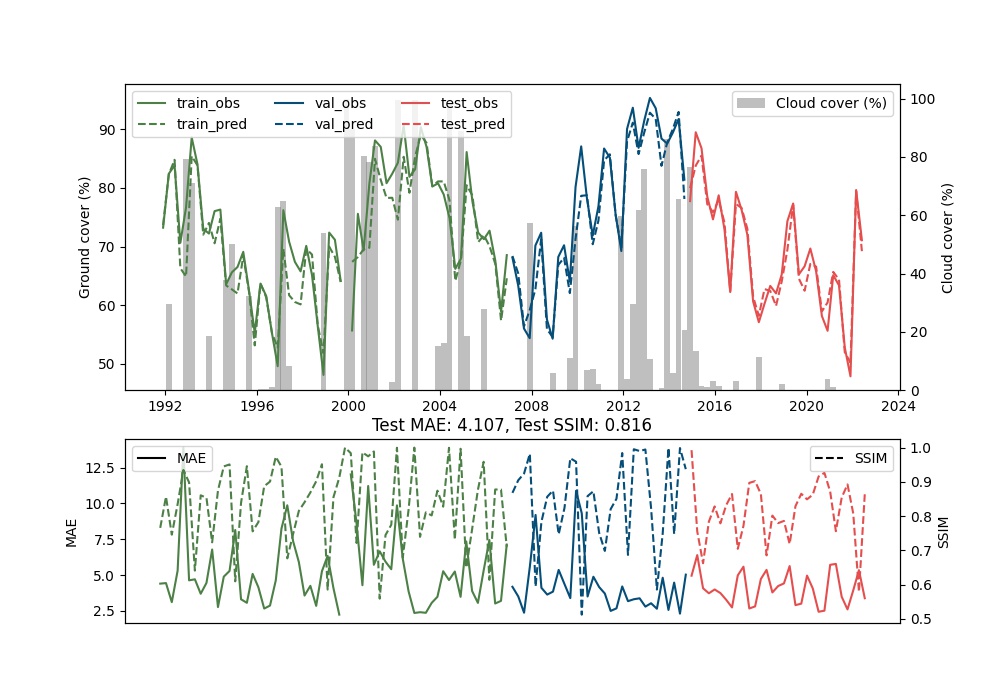 train_obs val_obs test_obs
train_pred val_pred test_pred
Cloud cover (%)
Ground cover (%)
90
80
70
60
50
100
80
60
40
20
0
Cloud cover (%)
1992 1996 2000 2004 2008 2012 2016 2020 2024
Test MAE: 4.107, Test SSIM: 0.816
MAE
SSIM
MAE
12.5
10.0
7.5
5.0
2.5
1.0
0.9
0.8
0.7
0.6
0.5
SSIM